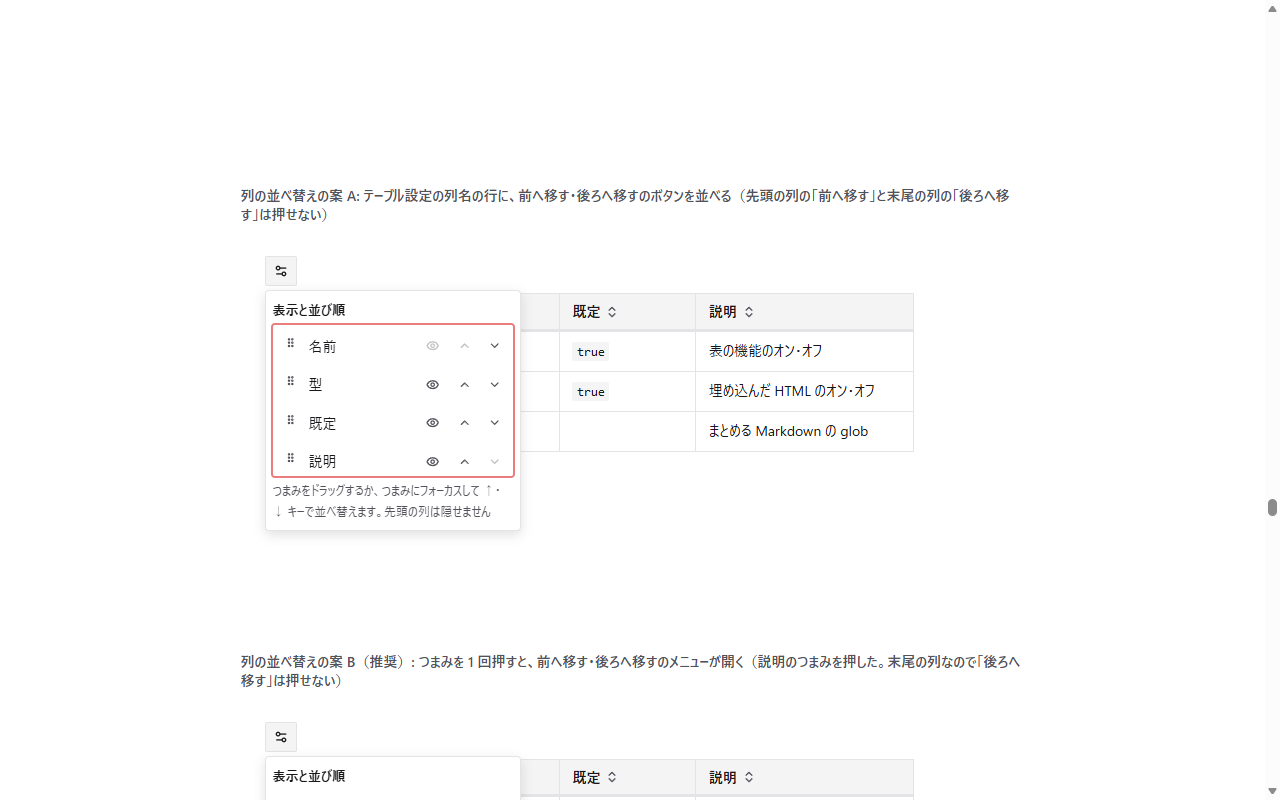 列の並べ替えの案 A: テーブル設定の列名の行に、前へ移す・後ろへ移すのボタンを並べる（先頭の列の「前へ移す」と末尾の列の「後ろへ移
す」は押せない）
表示と並び順
既定
説明
名前
true
表の機能のオン・オフ
型
true
埋め込んだ HTML のオン・オフ
既定
まとめる Markdown の glob
説明
つまみをドラッグするか、つまみにフォーカスして ↑・
↓ キーで並べ替えます。先頭の列は隠せません
列の並べ替えの案 B（推奨）: つまみを 1 回押すと、前へ移す・後ろへ移すのメニューが開く（説明のつまみを押した。末尾の列なので「後ろへ
移す」は押せない）
表示と並び順
既定
説明